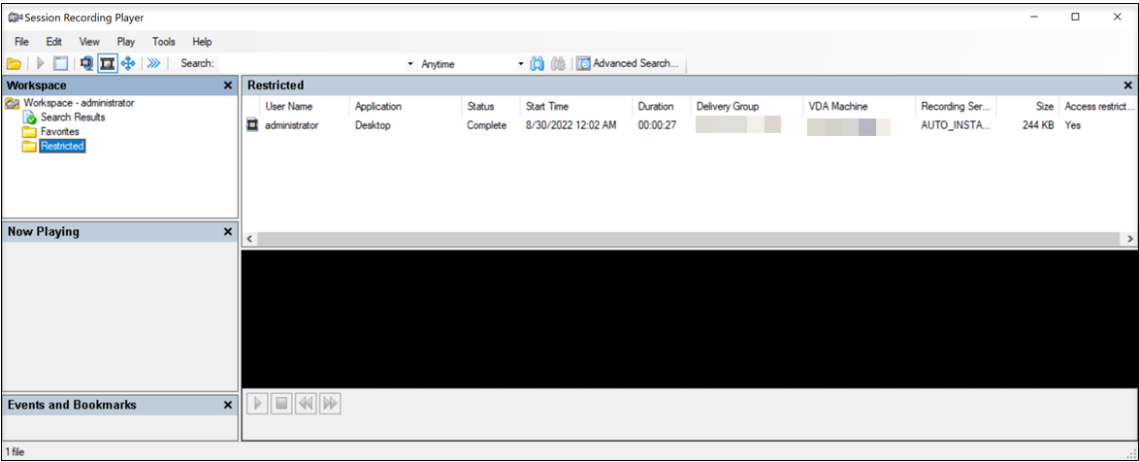 Session Recording Player
File Edit View Play Tools Help
Search: Anytime Advanced Search...
Workspace
Workspace - administrator
Search Results
Favorites
Restricted
Restricted
User Name Application Status Start Time Duration Delivery Group VDA Machine Recording Ser... Size Access restrict...
administrator Desktop Complete 8/30/2022 12:02 AM 00:00:27 AUTO_INSTA... 244 KB Yes
Now Playing
Events and Bookmarks
1 file